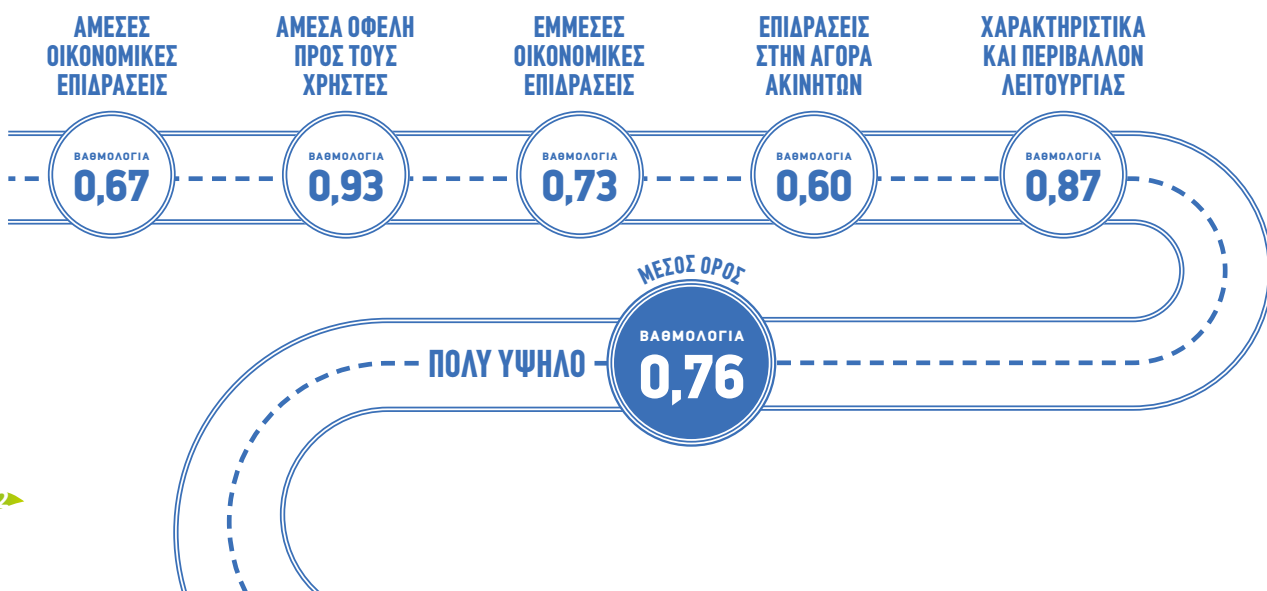 ΑΜΕΣΕΣ
ΟΙΚΟΝΟΜΙΚΕΣ
ΕΠΙΔΡΑΣΕΙΣ
ΒΑΘΜΟΛΟΓΙΑ
0,67
ΑΜΕΣΑ ΟΦΕΛΗ
ΠΡΟΣ ΤΟΥΣ
ΧΡΗΣΤΕΣ
ΒΑΘΜΟΛΟΓΙΑ
0,93
ΕΜΜΕΣΕΣ
ΟΙΚΟΝΟΜΙΚΕΣ
ΕΠΙΔΡΑΣΕΙΣ
ΒΑΘΜΟΛΟΓΙΑ
0,73
ΕΠΙΔΡΑΣΕΙΣ
ΣΤΗΝ ΑΓΟΡΑ
ΑΚΙΝΗΤΩΝ
ΒΑΘΜΟΛΟΓΙΑ
0,60
ΧΑΡΑΚΤΗΡΙΣΤΙΚΑ
ΚΑΙ ΠΕΡΙΒΑΛΛΟΝ
ΛΕΙΤΟΥΡΓΙΑΣ
ΒΑΘΜΟΛΟΓΙΑ
0,87
ΜΕΣΟΣ ΟΡΟΣ
ΒΑΘΜΟΛΟΓΙΑ
0,76
ΠΟΛΥ ΥΨΗΛΟ